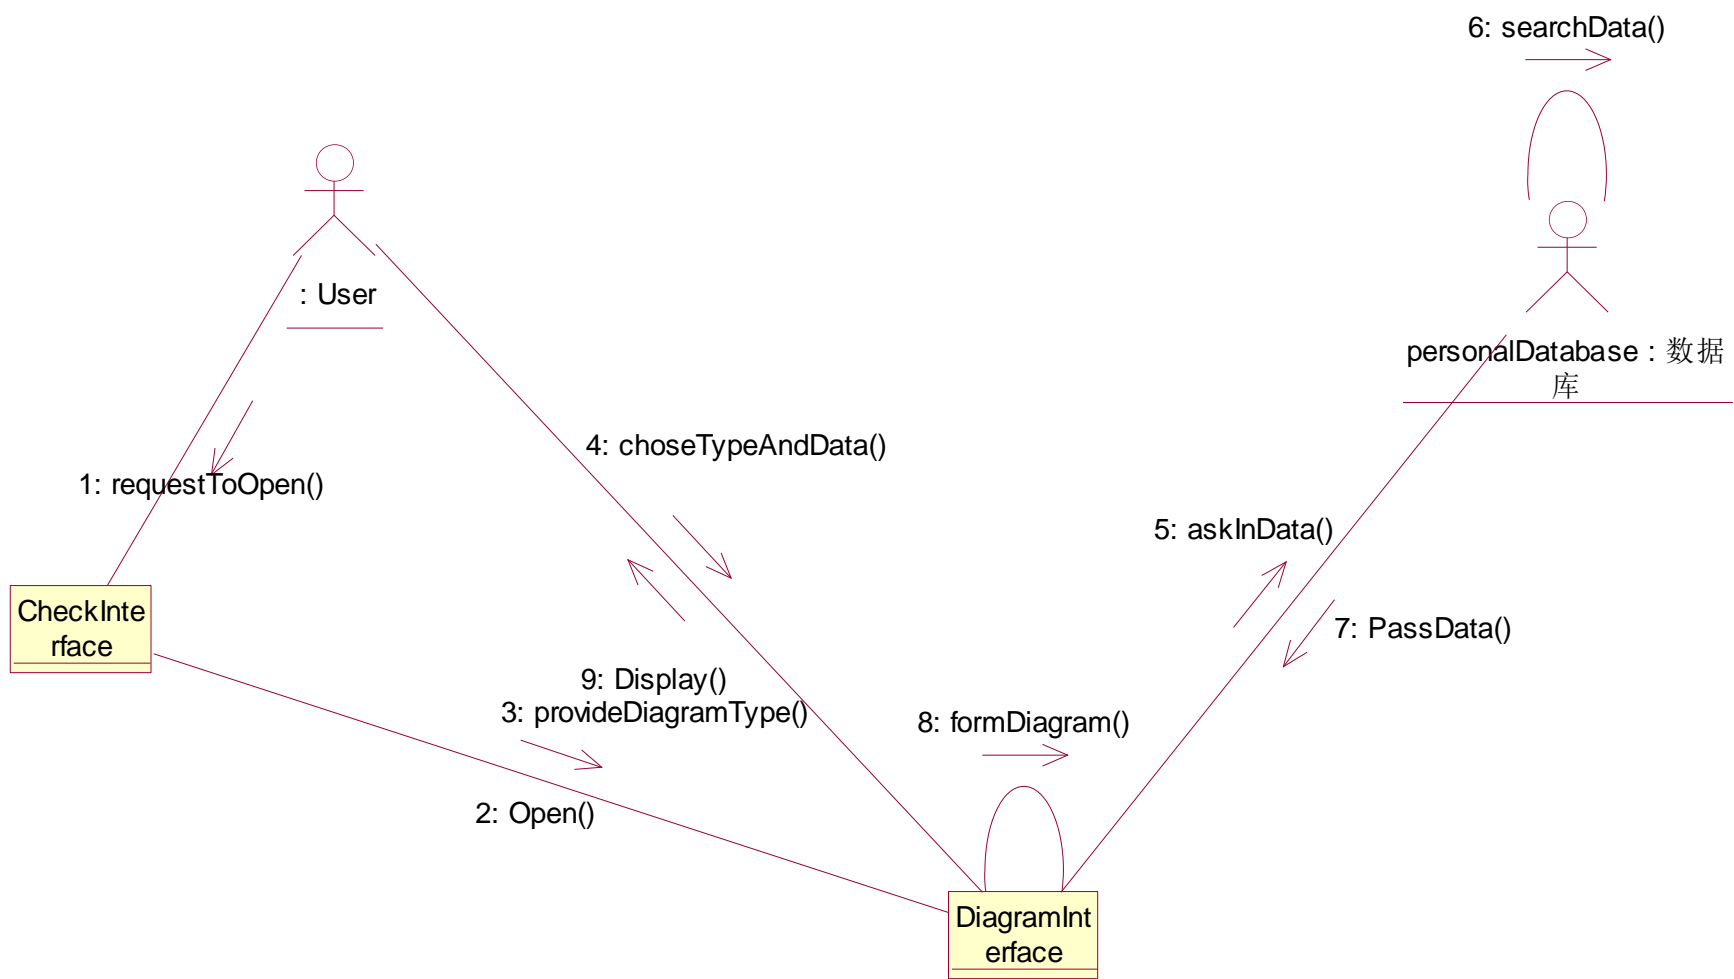 6: searchData()
: User
personalDatabase : 数据
库
4: choseTypeAndData()
1: requestToOpen()
5: askInData()
CheckInte
rface
7: PassData()
9: Display()
3: provideDiagramType()
8: formDiagram()
2: Open()
DiagramInt
erface